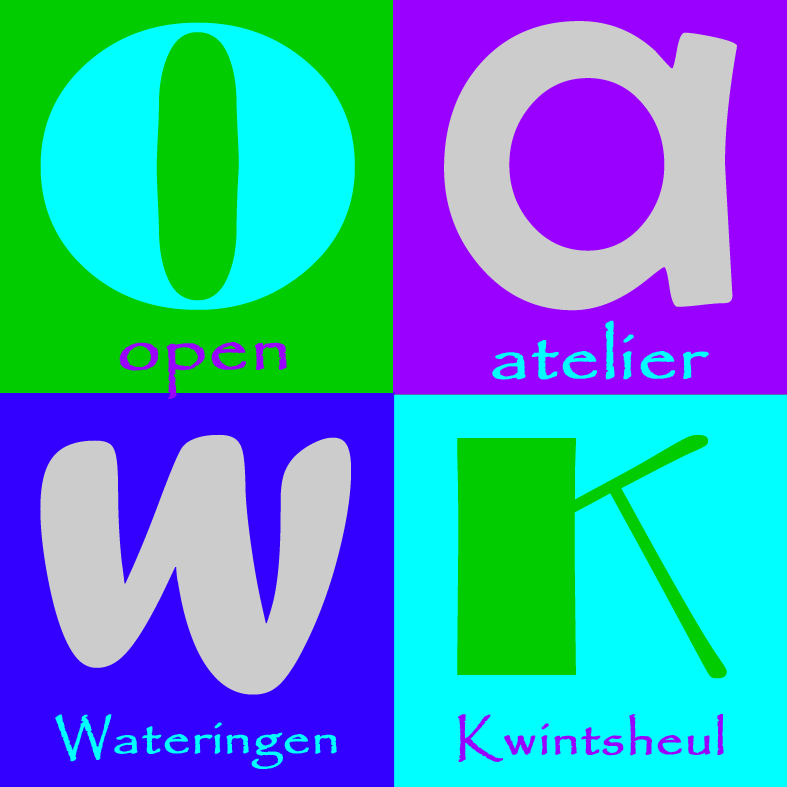 O a
open atelier
w K
Wateringen Kwintsheul